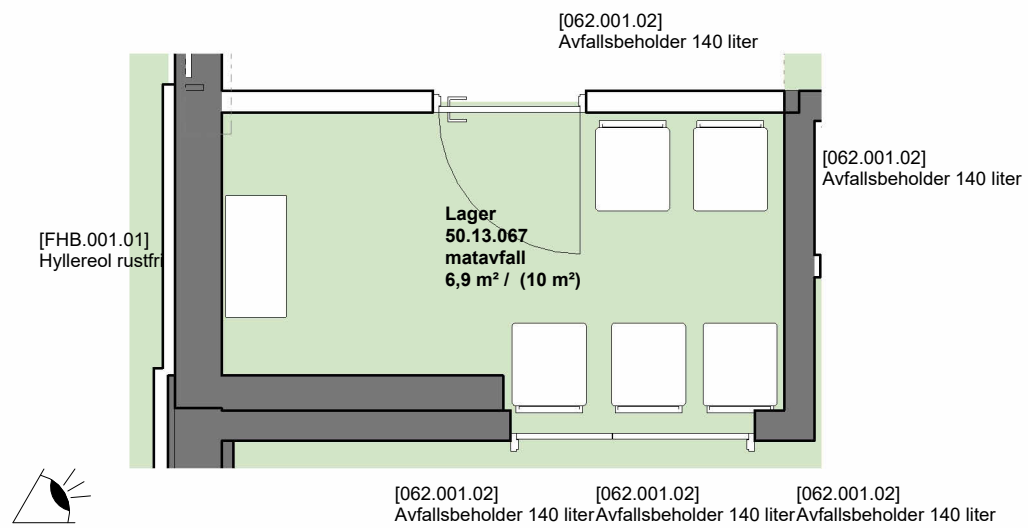 [062.001.02]
Avfallsbeholder 140 liter
[062.001.02]
Avfallsbeholder 140 liter
[FHB.001.01]
Hyllereol rustfri
Lager
50.13.067
matavfall
6,9 m² / (10 m²)
[062.001.02]
Avfallsbeholder 140 liter
[062.001.02]
Avfallsbeholder 140 liter
[062.001.02]
Avfallsbeholder 140 liter